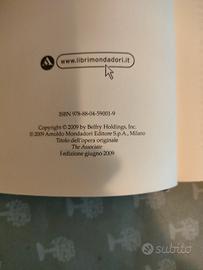 www.librimondadori.it
ISBN 978-88-04-59001-9
Copyright © 2009 by Belfry Holdings, Inc.
© 2009 Arnoldo Mondadori Editore S.p.A., Milano
Titolo dell'opera originale
The Associate
I edizione giugno 2009
subito